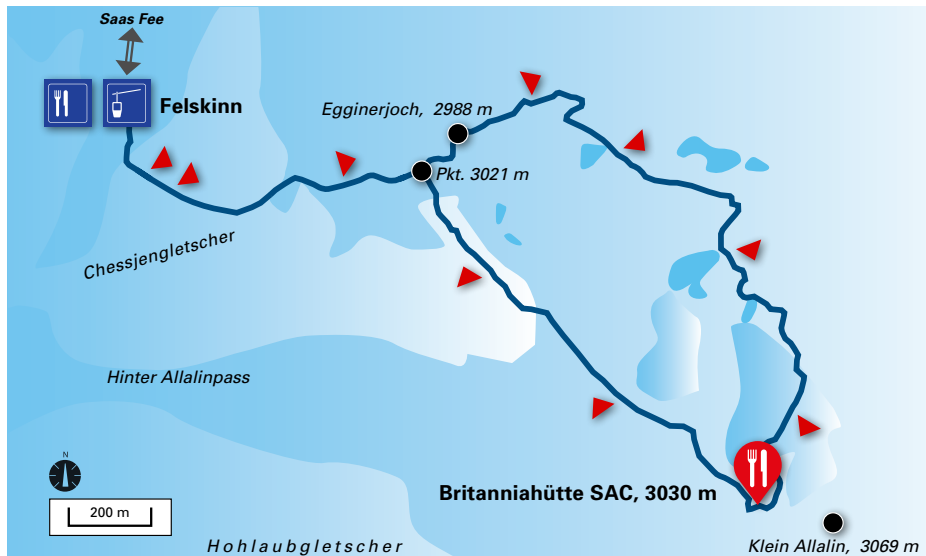 Saas Fee
Felskinn
Egginerjoch, 2988 m
Pkt. 3021 m
Chessjengletscher
Hinter Allalinpass
N
200 m
Britanniahütte SAC, 3030 m
Hohlaubgletscher
Klein Allalin, 3069 m